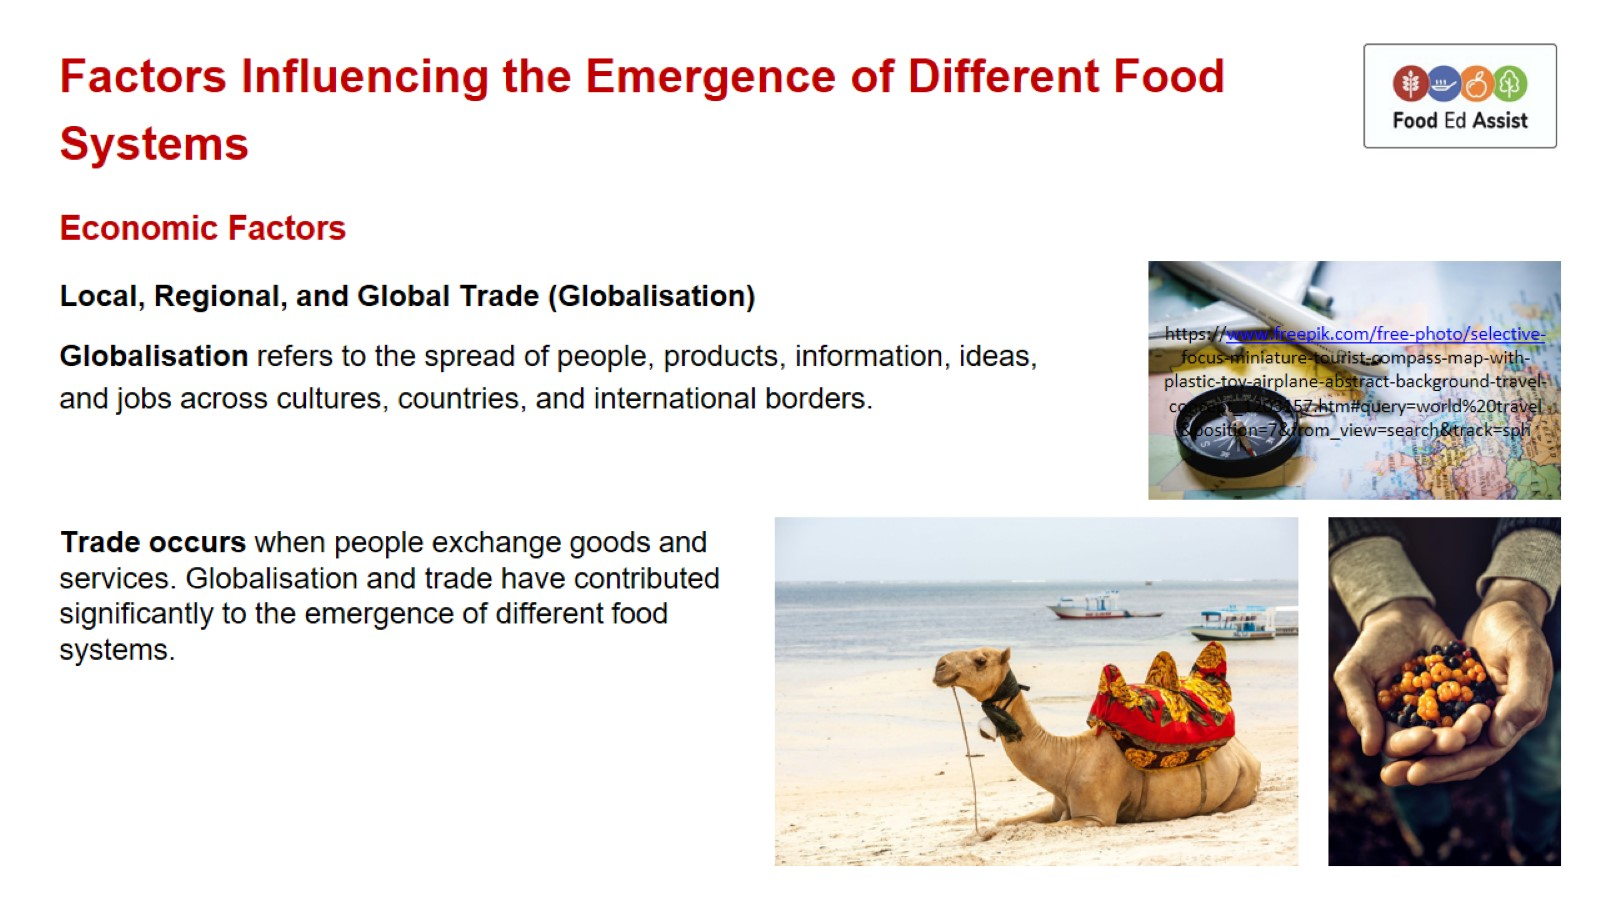 Factors Influencing the Emergence of Different Food
Systems
Food Ed Assist
Economic Factors
Local, Regional, and Global Trade (Globalisation)
Globalisation refers to the spread of people, products, information, ideas,
and jobs across cultures, countries, and international borders.
https://www.freepik.com/free-photo/selective-
focus-miniature-tourist-compass-map-with-
plastic-toy-airplane-abstract-background-travel-
&position=7&from_view=search&track=sph
Trade occurs when people exchange goods and
services. Globalisation and trade have contributed
significantly to the emergence of different food
systems.